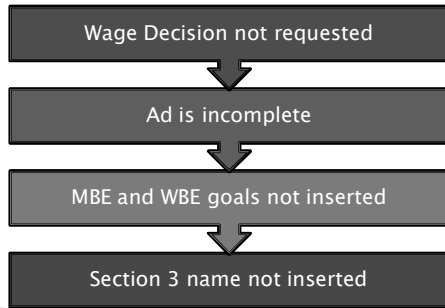 Wage Decision not requested
Ad is incomplete
MBE and WBE goals not inserted
Section 3 name not inserted